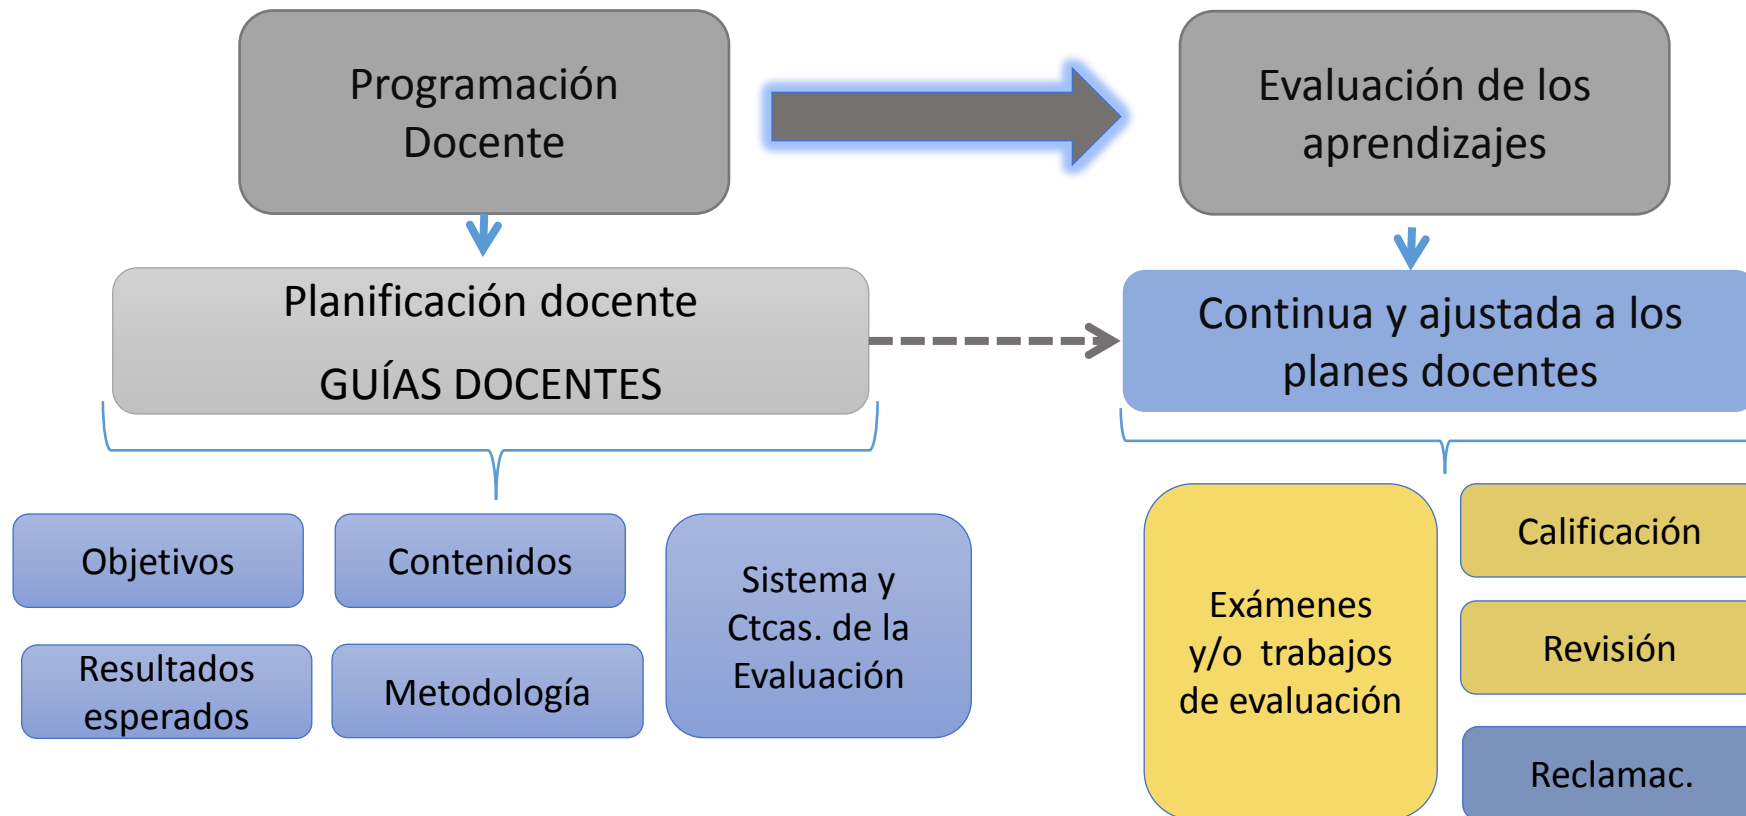 Programación
Docente
Evaluación de los
aprendizajes
Planificación docente
GUÍAS DOCENTES
Continua y ajustada a los
planes docentes
Objetivos
Contenidos
Sistema y
Ctcas. de la
Evaluación
Resultados
esperados
Metodología
Exámenes
y/o trabajos
de evaluación
Calificación
Revisión
Reclamac.